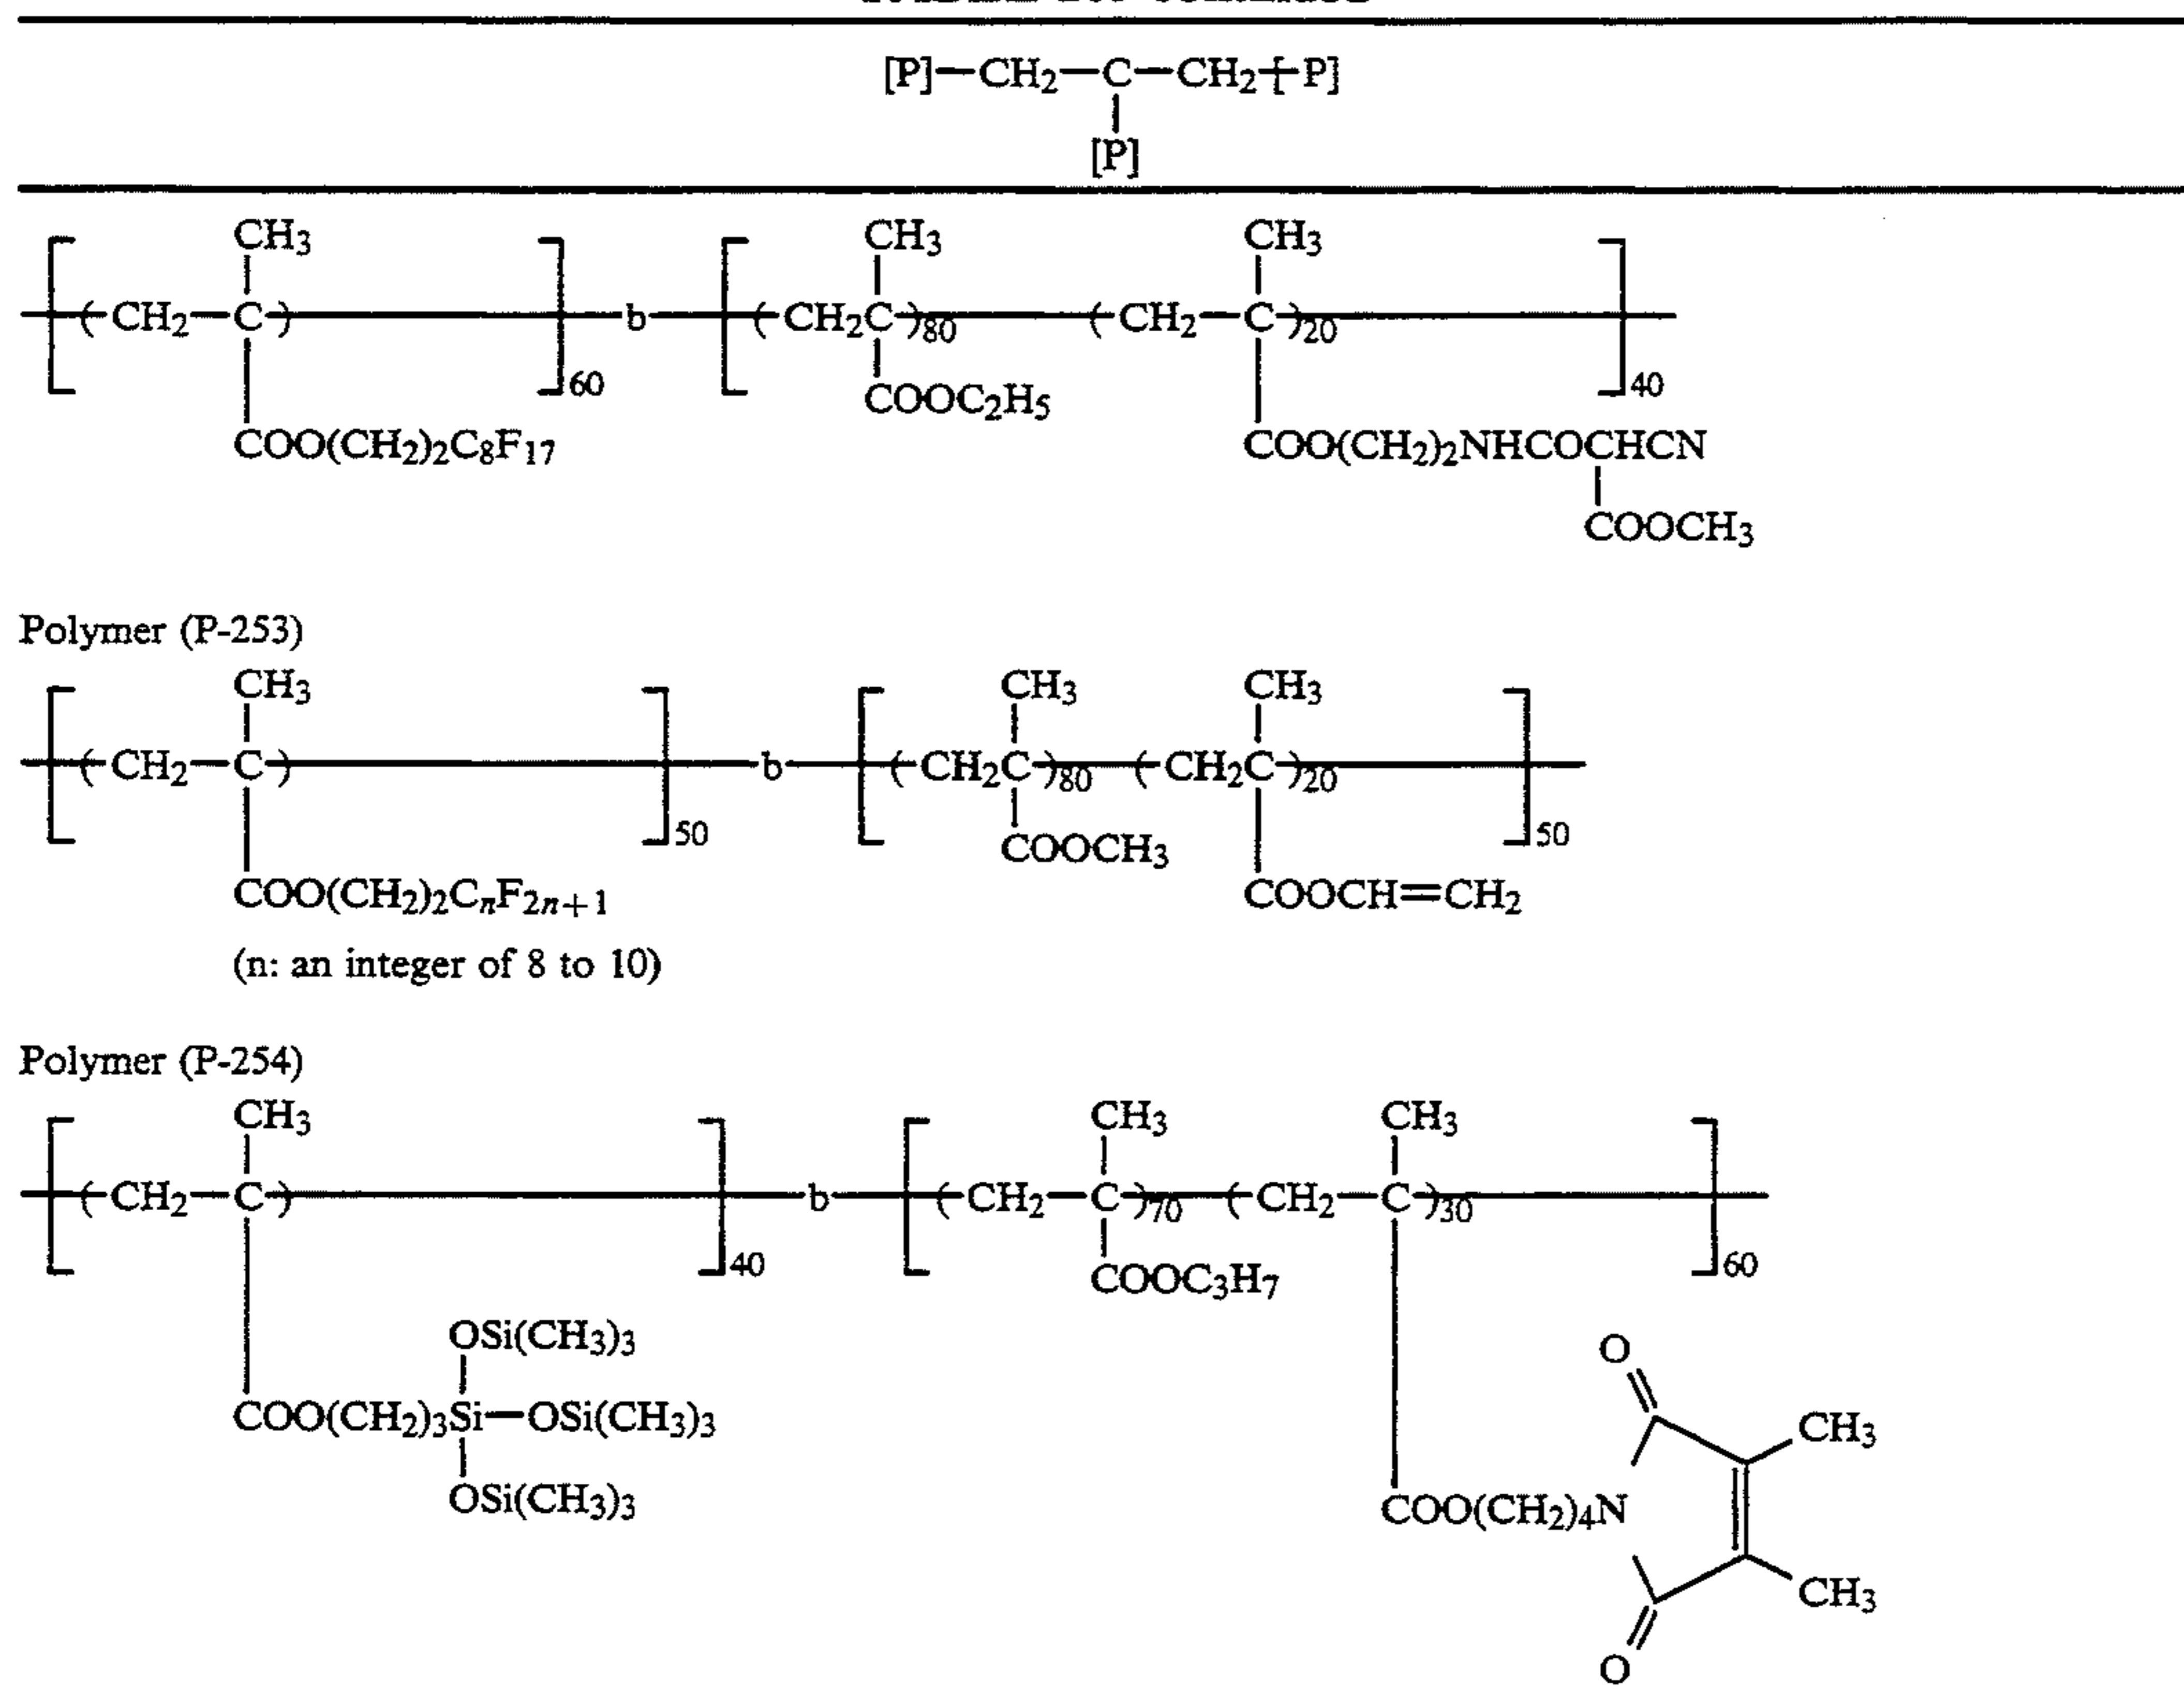 [P]—CH₂—C—CH₂-[-P]
[P]
CH₃ CH₃ CH₃
( CH₂—C ) b ( CH₂C )₈₀ ( CH₂—C )₂₀
60 40
COOC₂H₅
COO(CH₂)₂C₈F₁₇ COO(CH₂)₂NHCOCHCN
COOCH₃
Polymer (P-253)
CH₃ CH₃ CH₃
( CH₂—C ) b ( CH₂C )₈₀ ( CH₂C )₂₀
50 50
COOCH₃
COO(CH₂)₂CₙF₂ₙ₊₁ COOCH=CH₂
(n: an integer of 8 to 10)
Polymer (P-254)
CH₃ CH₃ CH₃
( CH₂—C ) b ( CH₂—C )₇₀ ( CH₂—C )₃₀
40 60
COOC₃H₇
OSi(CH₃)₃ O
COO(CH₂)₃Si—OSi(CH₃)₃ CH₃
OSi(CH₃)₃ COO(CH₂)₄N
CH₃
O